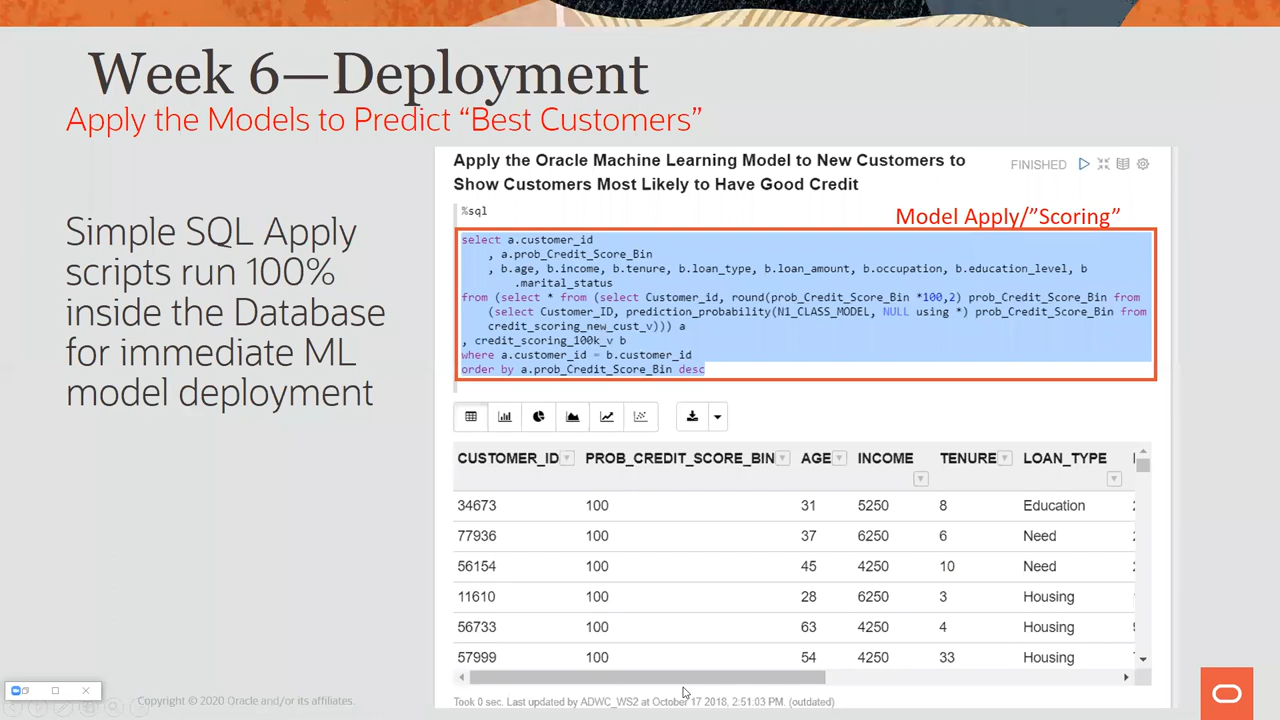 Week 6—Deployment
Apply the Models to Predict “Best Customers”
Simple SQL Apply
scripts run 100%
inside the Database
for immediate ML
model deployment
Apply the Oracle Machine Learning Model to New Customers to
Show Customers Most Likely to Have Good Credit
FINISHED
%sql
Model Apply/”Scoring”
select a.customer_id
, a.prob_Credit_Score_Bin
, b.age, b.income, b.tenure, b.loan_type, b.loan_amount, b.occupation, b.education_level, b
.marital_status
from (select * from (select Customer_id, round(prob_Credit_Score_Bin *100,2) prob_Credit_Score_Bin from
(select Customer_ID, prediction_probability(N1_CLASS_MODEL, NULL using *) prob_Credit_Score_Bin from
credit_scoring_new_cust_v))) a
, credit_scoring_100k_v b
where a.customer_id = b.customer_id
order by a.prob_Credit_Score_Bin desc
CUSTOMER_ID PROB_CREDIT_SCORE_BIN AGE INCOME TENURE LOAN_TYPE
34673 100 31 5250 8 Education
77936 100 37 6250 6 Need
56154 100 45 4250 10 Need
11610 100 28 6250 3 Housing
56733 100 63 4250 4 Housing
57999 100 54 4250 33 Housing
Took 0 sec. Last updated by ADWC_WS2 at October 17 2018, 2:51:03 PM. (outdated)
Copyright © 2020 Oracle and/or its affiliates.